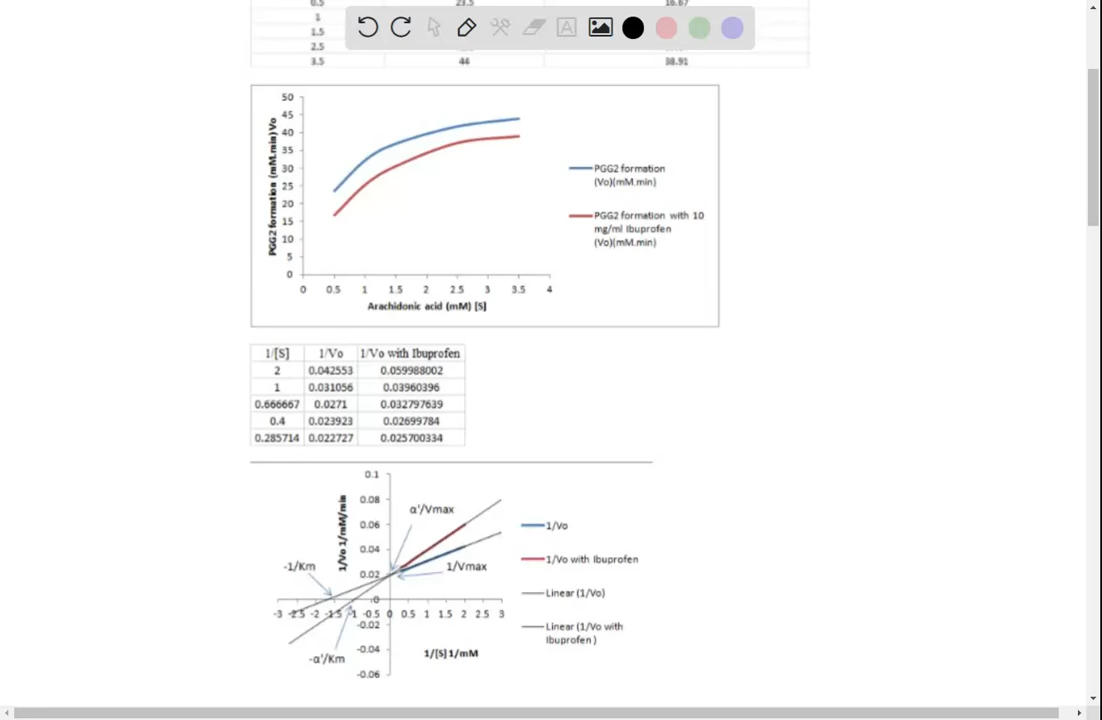 0.5 23.5 16.67
1
1.5
2.5
3.5 44 38.91
50
45
40
35
30
25
20
15
10
5
0
PGG2 formation (mM.min) Vo
0 0.5 1 1.5 2 2.5 3 3.5 4
Arachidonic acid (mM) [S]
PGG2 formation
(Vo)(mM.min)
PGG2 formation with 10
mg/ml Ibuprofen
(Vo)(mM.min)
1/[S] 1/Vo 1/Vo with Ibuprofen
2 0.042553 0.059988002
1 0.031056 0.03960396
0.666667 0.0271 0.032797639
0.4 0.023923 0.02699784
0.285714 0.022727 0.025700334
0.1
0.08
0.06
0.04
0.02
0
-0.02
-0.04
-0.06
1/Vo 1/mM/min
α'/Vmax
1/Vmax
-1/Km
-3 -2.5 -2 -1.5 -1 -0.5 0 0.5 1 1.5 2 2.5 3
-α'/Km
1/[S] 1/mM
1/Vo
1/Vo with Ibuprofen
Linear (1/Vo)
Linear (1/Vo with
Ibuprofen )
A